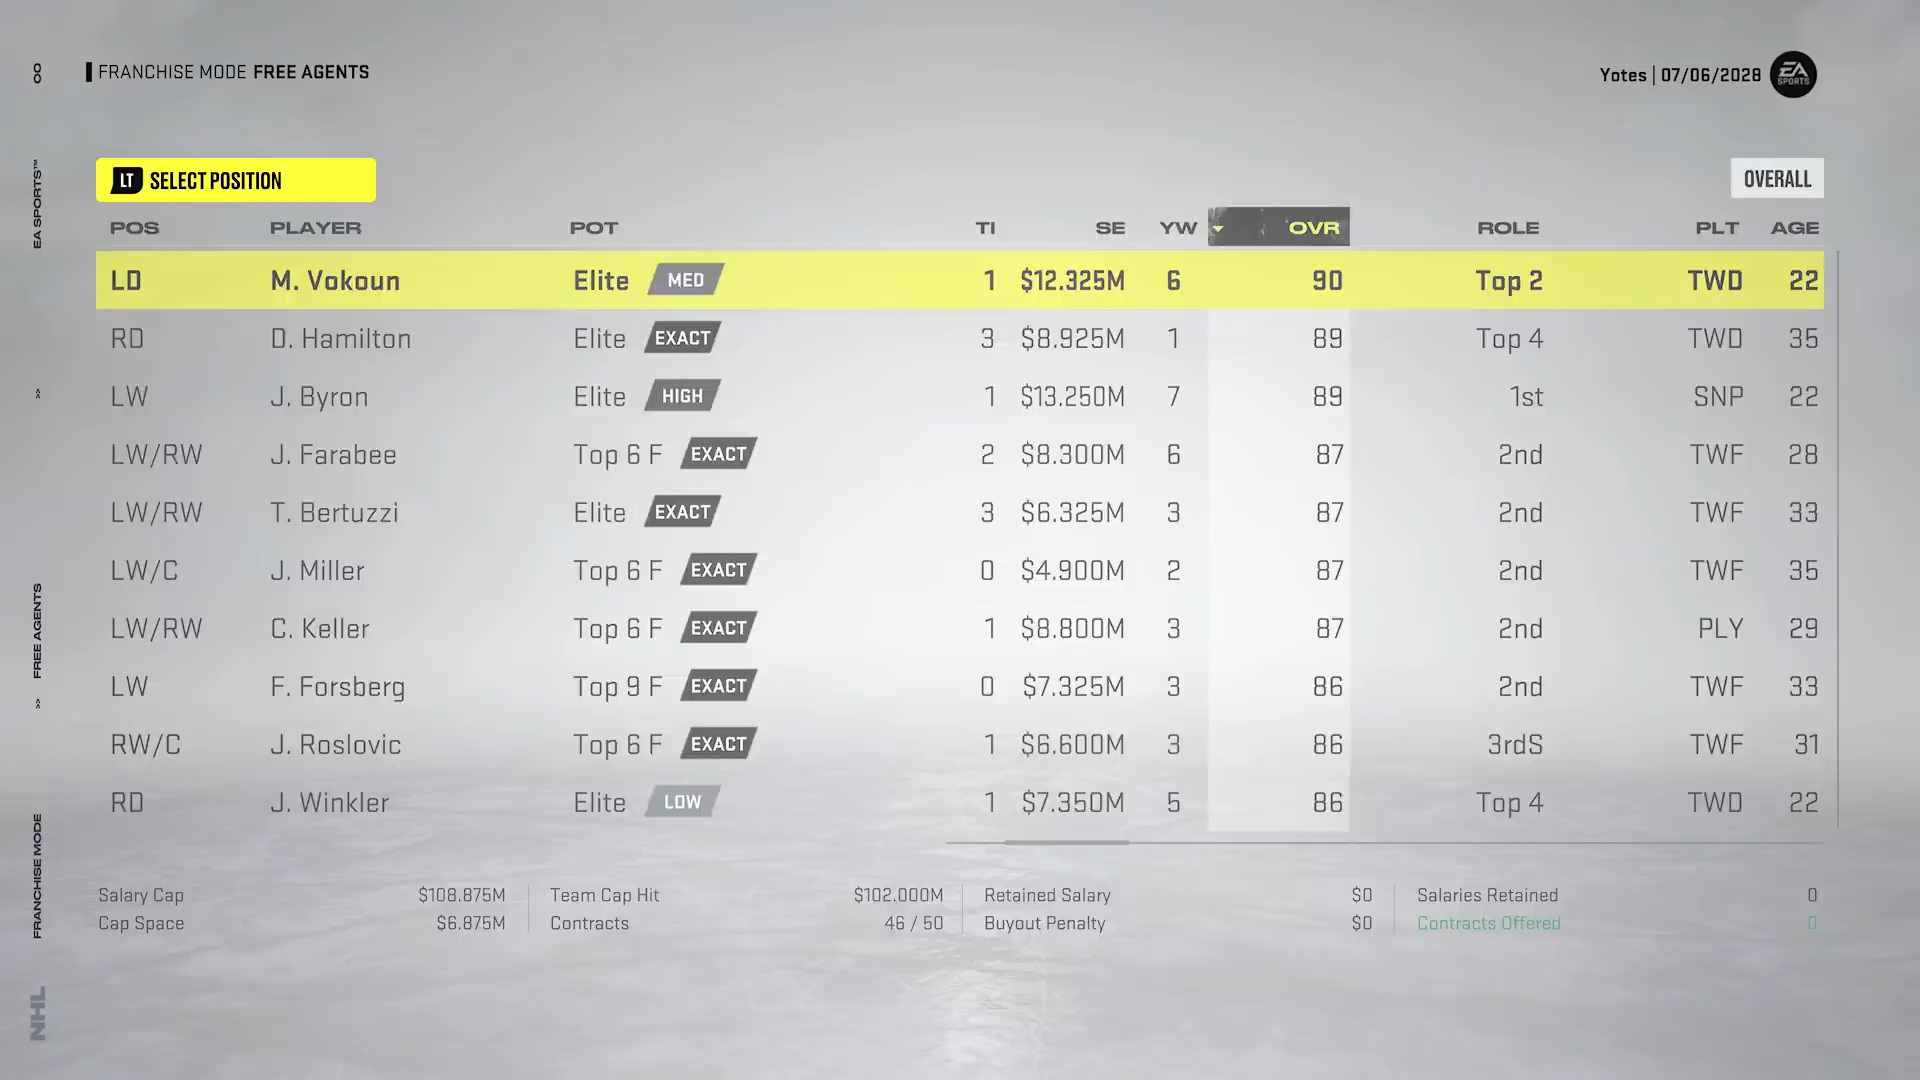 FRANCHISE MODE FREE AGENTS
Yotes | 07/06/2028
EA SPORTS
LT SELECT POSITION
OVERALL
POS PLAYER POT TI SE YW OVR ROLE PLT AGE
LD M. Vokoun Elite MED 1 $12.325M 6 90 Top 2 TWD 22
RD D. Hamilton Elite EXACT 3 $8.925M 1 89 Top 4 TWD 35
LW J. Byron Elite HIGH 1 $13.250M 7 89 1st SNP 22
LW/RW J. Farabee Top 6 F EXACT 2 $8.300M 6 87 2nd TWF 28
LW/RW T. Bertuzzi Elite EXACT 3 $6.325M 3 87 2nd TWF 33
LW/C J. Miller Top 6 F EXACT 0 $4.900M 2 87 2nd TWF 35
LW/RW C. Keller Top 6 F EXACT 1 $8.800M 3 87 2nd PLY 29
LW F. Forsberg Top 9 F EXACT 0 $7.325M 3 86 2nd TWF 33
RW/C J. Roslovic Top 6 F EXACT 1 $6.600M 3 86 3rdS TWF 31
RD J. Winkler Elite LOW 1 $7.350M 5 86 Top 4 TWD 22
Salary Cap $108.875M Team Cap Hit $102.000M Retained Salary $0 Salaries Retained 0
Cap Space $6.875M Contracts 46 / 50 Buyout Penalty $0 Contracts Offered 0
NHL FRANCHISE MODE >> FREE AGENTS >> EA SPORTS™ 00